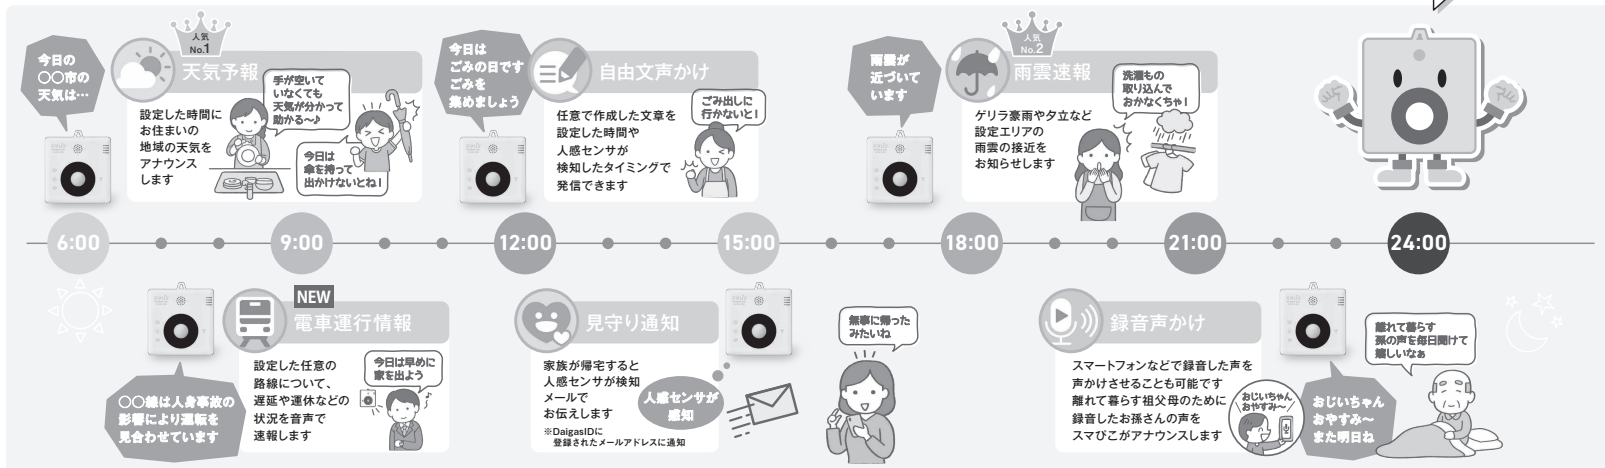 今日の
〇〇市の
天気は…
人気
No.1
天気予報
設定した時間に
お住まいの
地域の天気を
アナウンス
します
手が空いて
いなくても
天気が分かって
助かる〜♪
今日は
傘を持って
出かけないとね!
今日は
ごみの日です
ごみを
集めましょう
自由文声かけ
任意で作成した文章を
設定した時間や
人感センサが
検知したタイミングで
発信できます
ごみ出しに
行かないと!
雨雲が
近づいて
います
人気
No.2
雨雲速報
ゲリラ豪雨や夕立など
設定エリアの
雨雲の接近を
お知らせします
洗濯もの
取り込んで
おかなくちゃ!
6:00
9:00
12:00
15:00
18:00
21:00
24:00
NEW
電車運行情報
設定した任意の
路線について、
遅延や運休などの
状況を音声で
速報します
今日は早めに
家を出よう
〇〇線は人身事故の
影響により運転を
見合わせています
見守り通知
家族が帰宅すると
人感センサが検知
メールで
お伝えします
※DaigasIDに
登録されたメールアドレスに通知
人感センサが
感知
無事に帰った
みたいね
録音声かけ
スマートフォンなどで録音した声を
声かけさせることも可能です
離れて暮らす祖父母のために
録音したお孫さんの声を
スマぴこがアナウンスします
おじいちゃん
おやすみ〜
おじいちゃん
おやすみ〜
また明日ね
離れて暮らす
孫の声を毎日聞けて
嬉しいなぁ